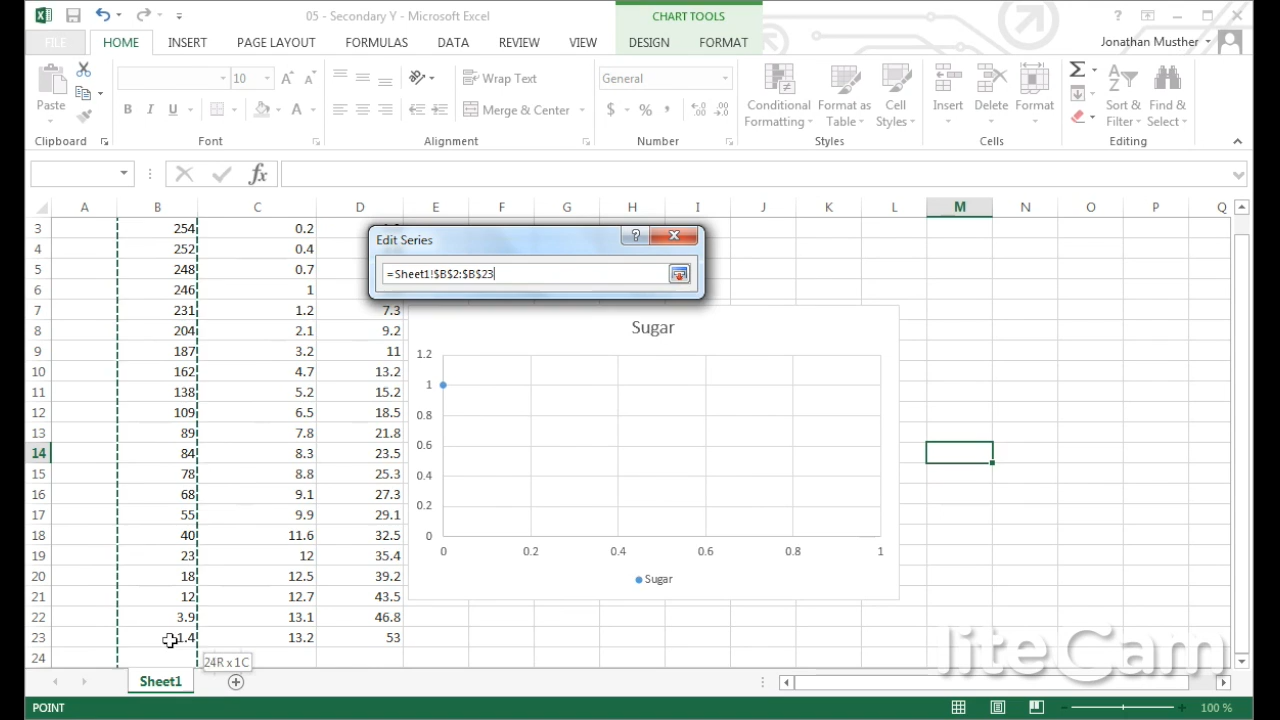 05 - Secondary Y - Microsoft Excel
CHART TOOLS
FILE HOME INSERT PAGE LAYOUT FORMULAS DATA REVIEW VIEW DESIGN FORMAT
Jonathan Musther
Paste
10
Wrap Text
Merge & Center
General
$ % ,
Conditional Formatting
Format as Table
Cell Styles
Insert
Delete
Format
Sort & Filter
Find & Select
B I U
Clipboard Font Alignment Number Styles Cells Editing
fx
A B C D E F G H I J K L M N O P Q
3 254 0.2
4 252 0.4
5 248 0.7
6 246 1
7 231 1.2 7.3
8 204 2.1 9.2
9 187 3.2 11
10 162 4.7 13.2
11 138 5.2 15.2
12 109 6.5 18.5
13 89 7.8 21.8
14 84 8.3 23.5
15 78 8.8 25.3
16 68 9.1 27.3
17 55 9.9 29.1
18 40 11.6 32.5
19 23 12 35.4
20 18 12.5 39.2
21 12 12.7 43.5
22 3.9 13.1 46.8
23 1.4 13.2 53
24
Edit Series
=Sheet1!$B$2:$B$23
Sugar
1.2
1
0.8
0.6
0.4
0.2
0
0 0.2 0.4 0.6 0.8 1
Sugar
24R x 1C
liteCam
Sheet1
POINT
100 %